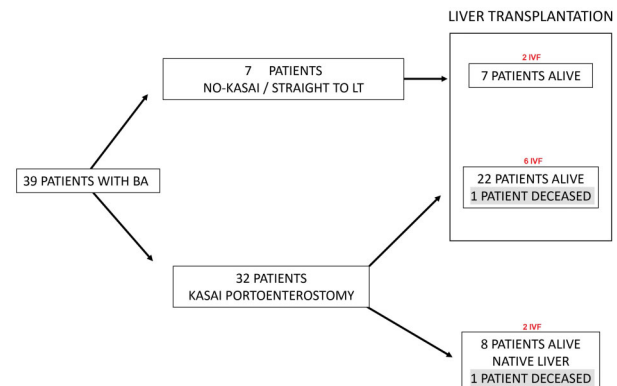 LIVER TRANSPLANTATION
7 PATIENTS
NO-KASAI / STRAIGHT TO LT
2 IVF
7 PATIENTS ALIVE
39 PATIENTS WITH BA
6 IVF
22 PATIENTS ALIVE
1 PATIENT DECEASED
32 PATIENTS
KASAI PORTOENTEROSTOMY
2 IVF
8 PATIENTS ALIVE
NATIVE LIVER
1 PATIENT DECEASED